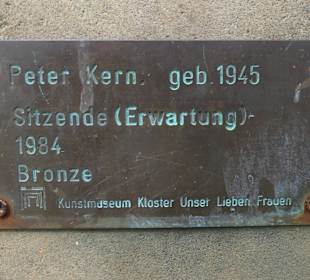 Peter Kern, geb.1945
Sitzende (Erwartung)-
1984
Bronze
Kunstmuseum Kloster Unser Lieben Frauen